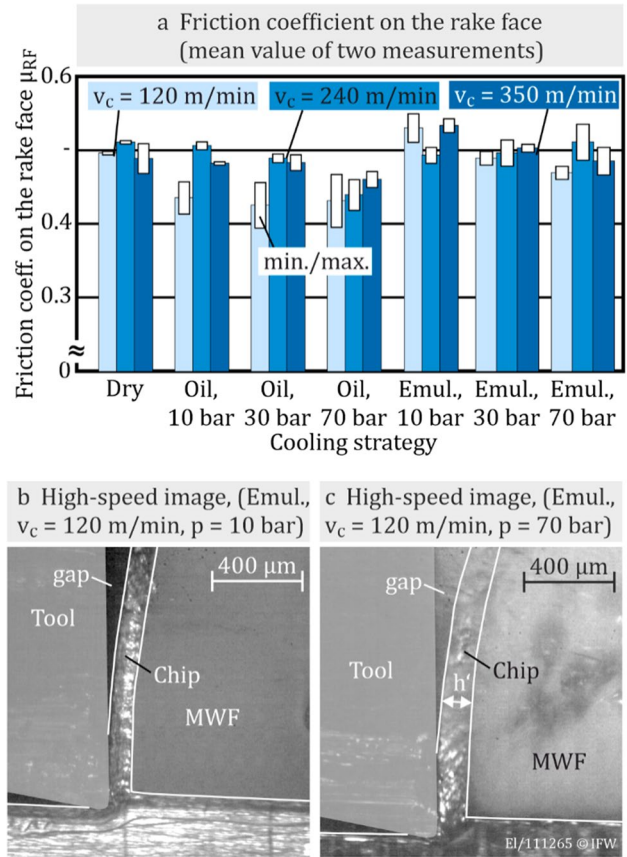 a Friction coefficient on the rake face
(mean value of two measurements)
Friction coeff. on the rake face μRF
0.6
-
0.4
0.3
≈
0
vc = 120 m/min
vc = 240 m/min
vc = 350 m/min
min./max.
Dry
Oil,
10 bar
Oil,
30 bar
Oil,
70 bar
Emul.,
10 bar
Emul.,
30 bar
Emul.,
70 bar
Cooling strategy
b High-speed image, (Emul.,
vc = 120 m/min, p = 10 bar)
gap
400 μm
Tool
Chip
MWF
c High-speed image, (Emul.,
vc = 120 m/min, p = 70 bar)
gap
400 μm
Tool
h'
Chip
MWF
El/111265 © IFW